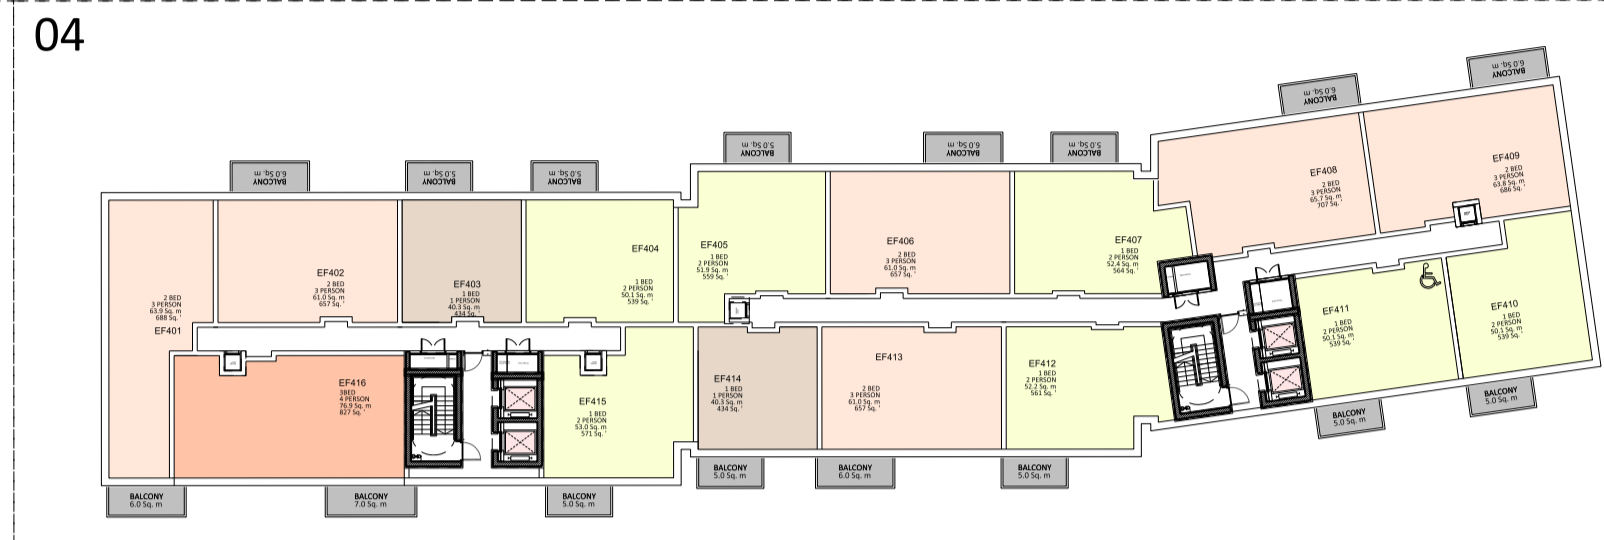 04
BALCONY
6.0 Sq. m
BALCONY
5.0 Sq. m
BALCONY
5.0 Sq. m
BALCONY
5.0 Sq. m
BALCONY
6.0 Sq. m
BALCONY
5.0 Sq. m
BALCONY
6.0 Sq. m
BALCONY
6.0 Sq. m
2 BED
3 PERSON
63.9 Sq. m
688 Sq. '
EF401
EF402
2 BED
3 PERSON
61.0 Sq. m
657 Sq. '
EF403
1 BED
1 PERSON
40.3 Sq. m
434 Sq. '
EF404
1 BED
2 PERSON
50.1 Sq. m
539 Sq. '
EF405
1 BED
2 PERSON
51.9 Sq. m
559 Sq. '
EF406
2 BED
3 PERSON
61.0 Sq. m
657 Sq. '
EF407
1 BED
2 PERSON
52.4 Sq. m
564 Sq. '
EF408
2 BED
3 PERSON
65.7 Sq. m
707 Sq. '
EF409
2 BED
3 PERSON
63.8 Sq. m
686 Sq. '
EF416
3BED
4 PERSON
76.9 Sq. m
827 Sq. '
EF415
1 BED
2 PERSON
53.0 Sq. m
571 Sq. '
EF414
1 BED
1 PERSON
40.3 Sq. m
434 Sq. '
EF413
2 BED
3 PERSON
61.0 Sq. m
657 Sq. '
EF412
1 BED
2 PERSON
52.2 Sq. m
561 Sq. '
EF411
1 BED
2 PERSON
50.1 Sq. m
539 Sq. '
EF410
1 BED
2 PERSON
50.1 Sq. m
539 Sq. '
BALCONY
6.0 Sq. m
BALCONY
7.0 Sq. m
BALCONY
5.0 Sq. m
BALCONY
5.0 Sq. m
BALCONY
6.0 Sq. m
BALCONY
5.0 Sq. m
BALCONY
5.0 Sq. m
BALCONY
5.0 Sq. m